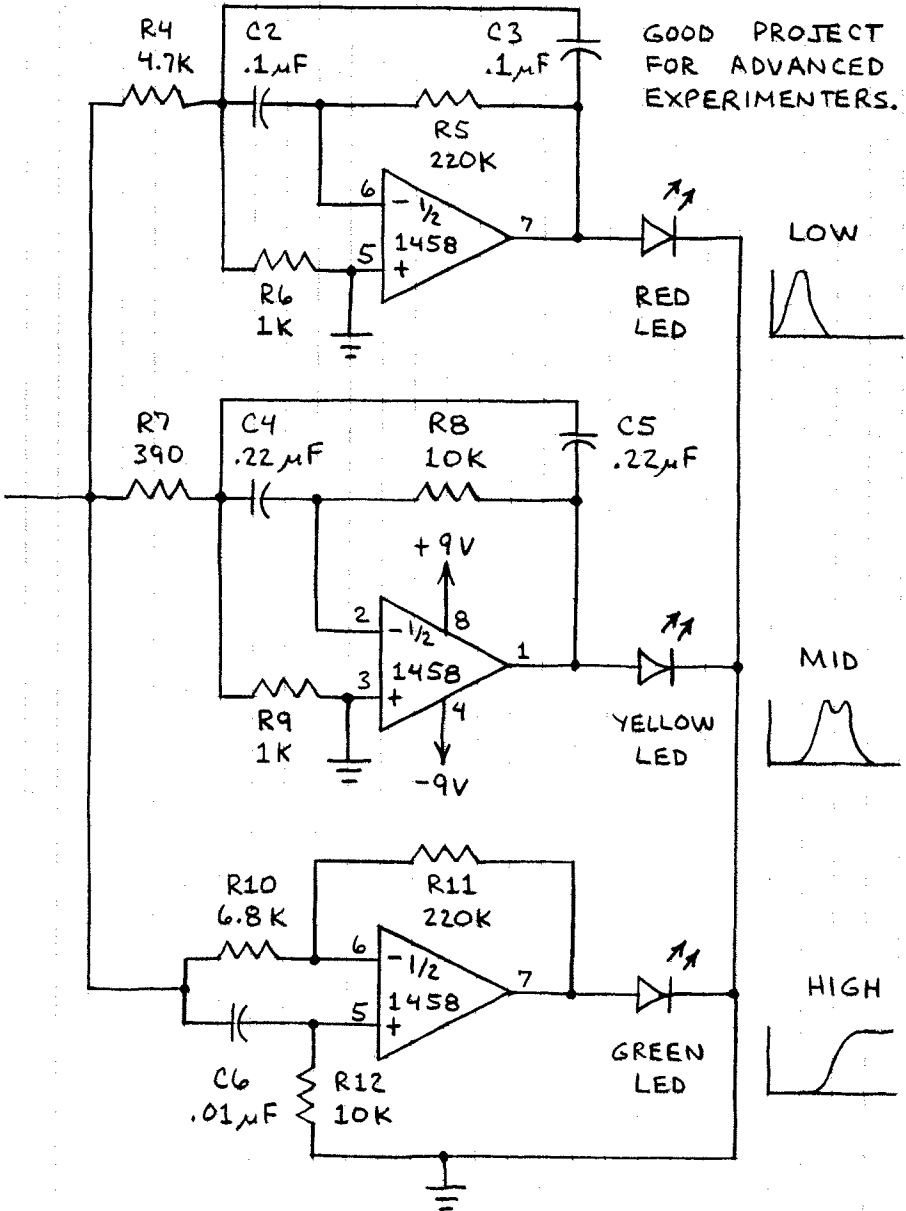 R4
4.7K
C2
.1µF
C3
.1µF
GOOD PROJECT
FOR ADVANCED
EXPERIMENTERS.
R5
220K
6
- 1/2
1458
+
5
7
R6
1K
RED
LED
LOW
R7
390
C4
.22µF
R8
10K
C5
.22µF
+9V
8
2
- 1/2
1458
+
3
1
4
-9V
R9
1K
YELLOW
LED
MID
R10
6.8K
R11
220K
6
- 1/2
1458
+
5
7
C6
.01µF
R12
10K
GREEN
LED
HIGH